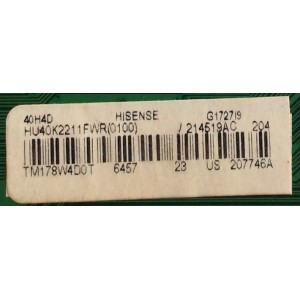 40H4D HISENSE G1727/9
HU40K2211FWR(0100) / 214519AC 204
TM178W4D0T 6457 23 US 207746A